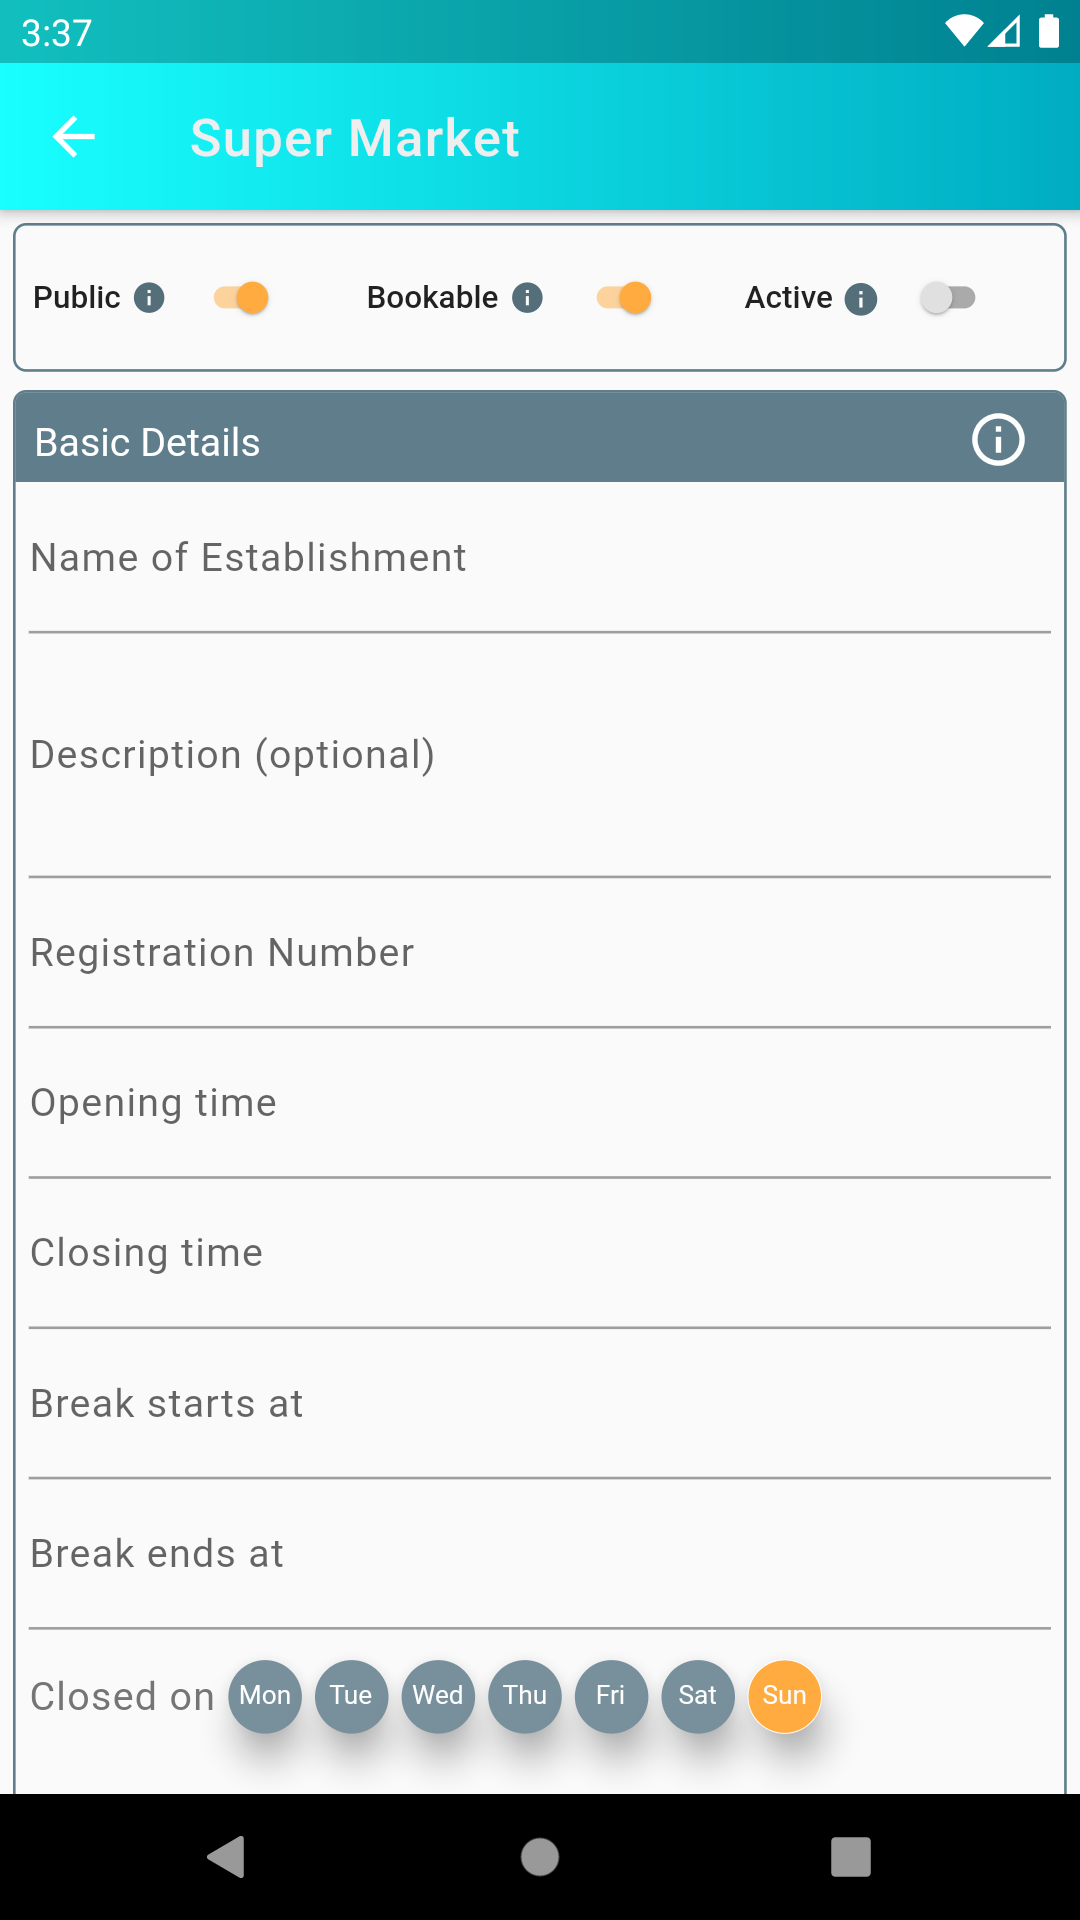 3:37
Super Market
Public Bookable Active
Basic Details
Name of Establishment
Description (optional)
Registration Number
Opening time
Closing time
Break starts at
Break ends at
Closed on Mon Tue Wed Thu Fri Sat Sun